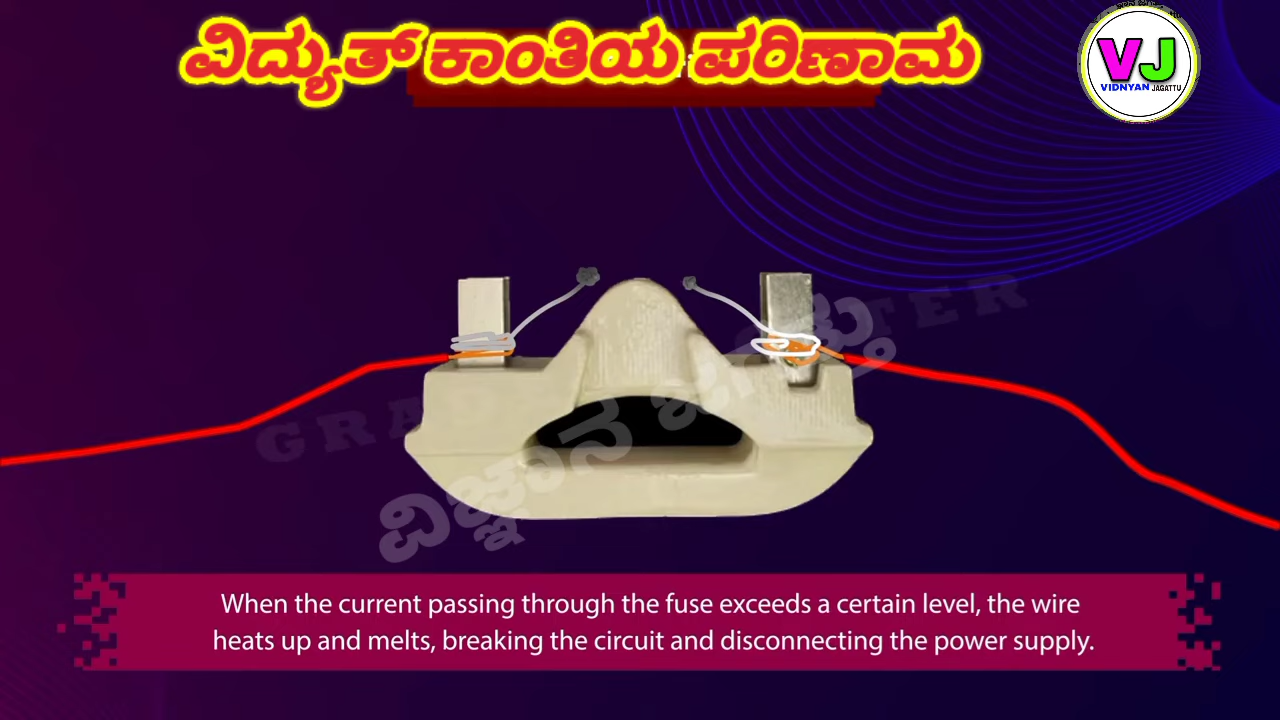 ವಿದ್ಯುತ್ ಕಾಂತಿಯ ಪರಿಣಾಮ
VJ
VIDNYAN JAGATTU
ವಿಜ್ಞಾನ ಜಗತ್ತು
When the current passing through the fuse exceeds a certain level, the wire
heats up and melts, breaking the circuit and disconnecting the power supply.